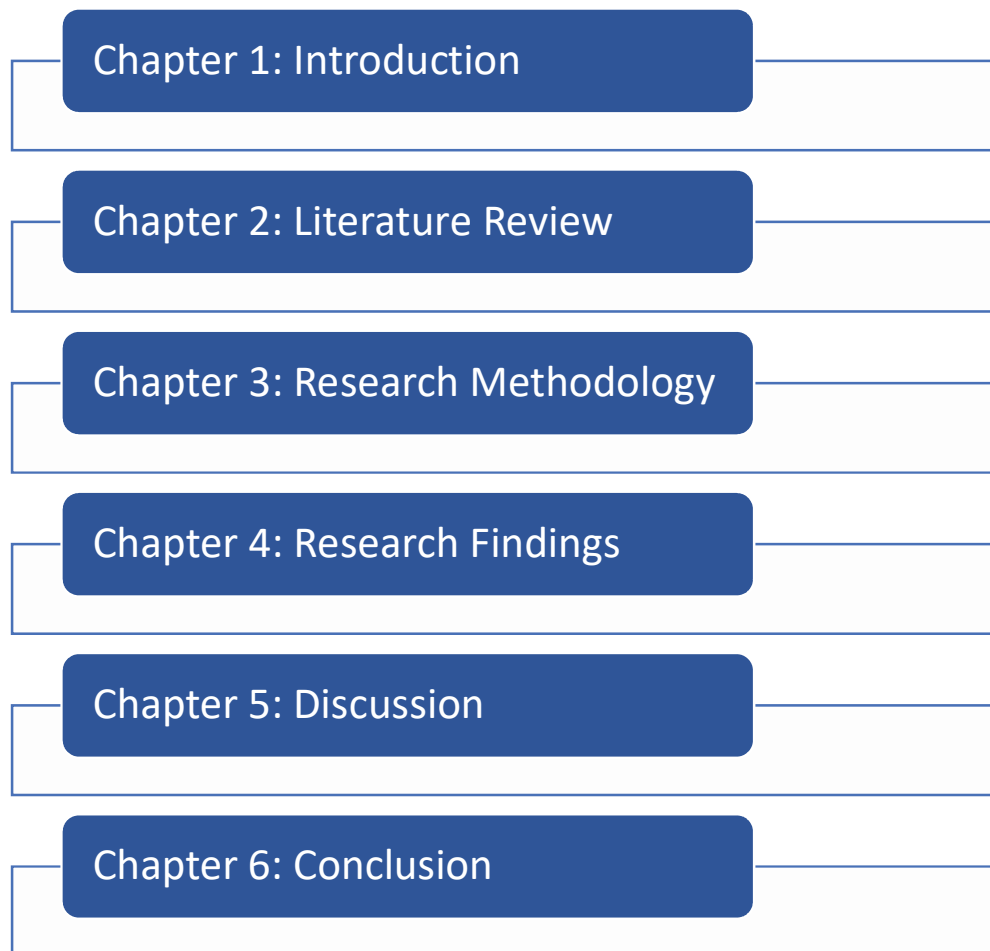 Chapter 1: Introduction
Chapter 2: Literature Review
Chapter 3: Research Methodology
Chapter 4: Research Findings
Chapter 5: Discussion
Chapter 6: Conclusion